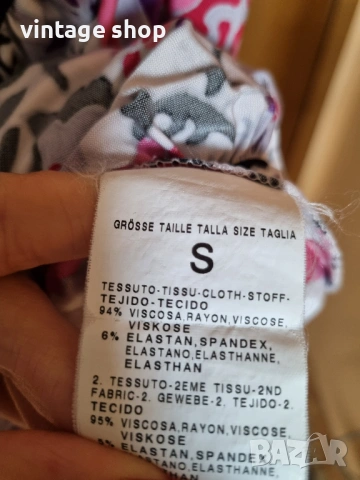 vintage shop
GRÖSSE TAILLE TALLA SIZE TAGLIA
S
TESSUTO-TISSU-CLOTH-STOFF-
TEJIDO-TECIDO
94% VISCOSA,RAYON,VISCOSE,
VISKOSE
6% ELASTAN,SPANDEX,
ELASTANO,ELASTHANNE,
ELASTHAN
2. TESSUTO-2EME TISSU-2ND
FABRIC-2. GEWEBE-2. TEJIDO-2.
TECIDO
95% VISCOSA,RAYON,VISCOSE,
VISKOSE
ELASTAN,SPANDEX,
BAZAR